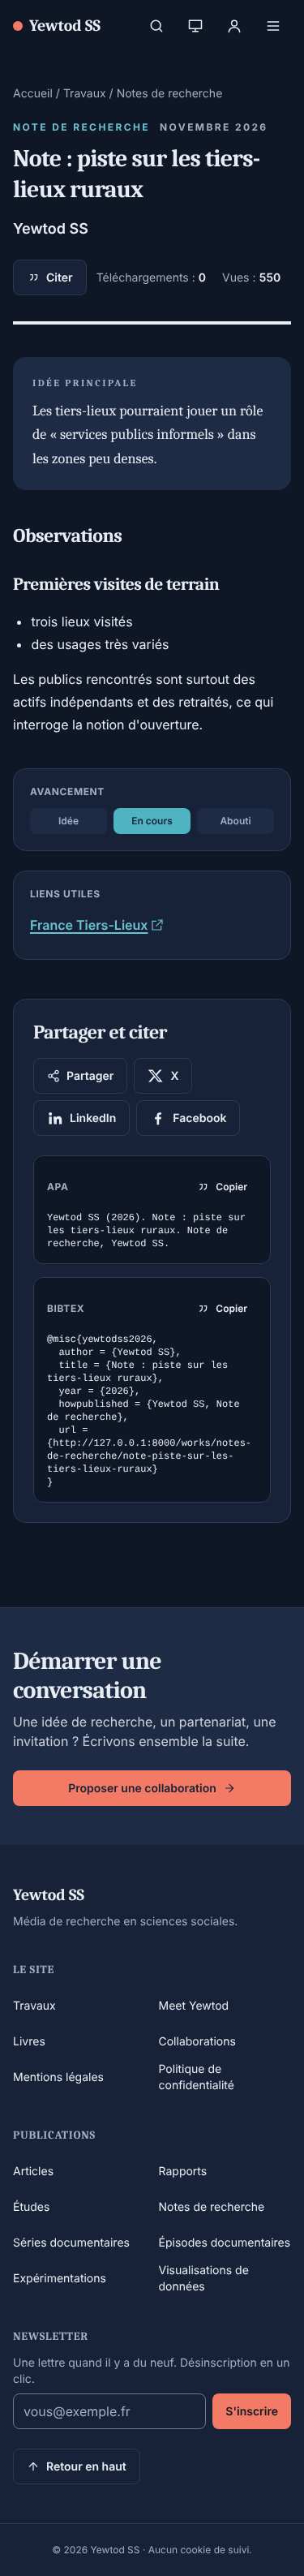 Yewtod SS
Accueil / Travaux / Notes de recherche
NOTE DE RECHERCHE NOVEMBRE 2026
Note : piste sur les tiers-
lieux ruraux
Yewtod SS
Citer Téléchargements : 0 Vues : 550
IDÉE PRINCIPALE
Les tiers-lieux pourraient jouer un rôle
de « services publics informels » dans
les zones peu denses.
Observations
Premières visites de terrain
• trois lieux visités
• des usages très variés
Les publics rencontrés sont surtout des
actifs indépendants et des retraités, ce qui
interroge la notion d'ouverture.
AVANCEMENT
Idée En cours Abouti
LIENS UTILES
France Tiers-Lieux
Partager et citer
Partager X
LinkedIn Facebook
APA Copier
Yewtod SS (2026). Note : piste sur
les tiers-lieux ruraux. Note de
recherche, Yewtod SS.
BIBTEX Copier
@misc{yewtodss2026,
author = {Yewtod SS},
title = {Note : piste sur les
tiers-lieux ruraux},
year = {2026},
howpublished = {Yewtod SS, Note
de recherche},
url =
{http://127.0.0.1:8000/works/notes-
de-recherche/note-piste-sur-les-
tiers-lieux-ruraux}
}
Démarrer une
conversation
Une idée de recherche, un partenariat, une
invitation ? Écrivons ensemble la suite.
Proposer une collaboration
Yewtod SS
Média de recherche en sciences sociales.
LE SITE
Travaux Meet Yewtod
Livres Collaborations
Mentions légales Politique de
confidentialité
PUBLICATIONS
Articles Rapports
Études Notes de recherche
Séries documentaires Épisodes documentaires
Expérimentations Visualisations de
données
NEWSLETTER
Une lettre quand il y a du neuf. Désinscription en un
clic.
vous@exemple.fr S'inscrire
Retour en haut
© 2026 Yewtod SS · Aucun cookie de suivi.